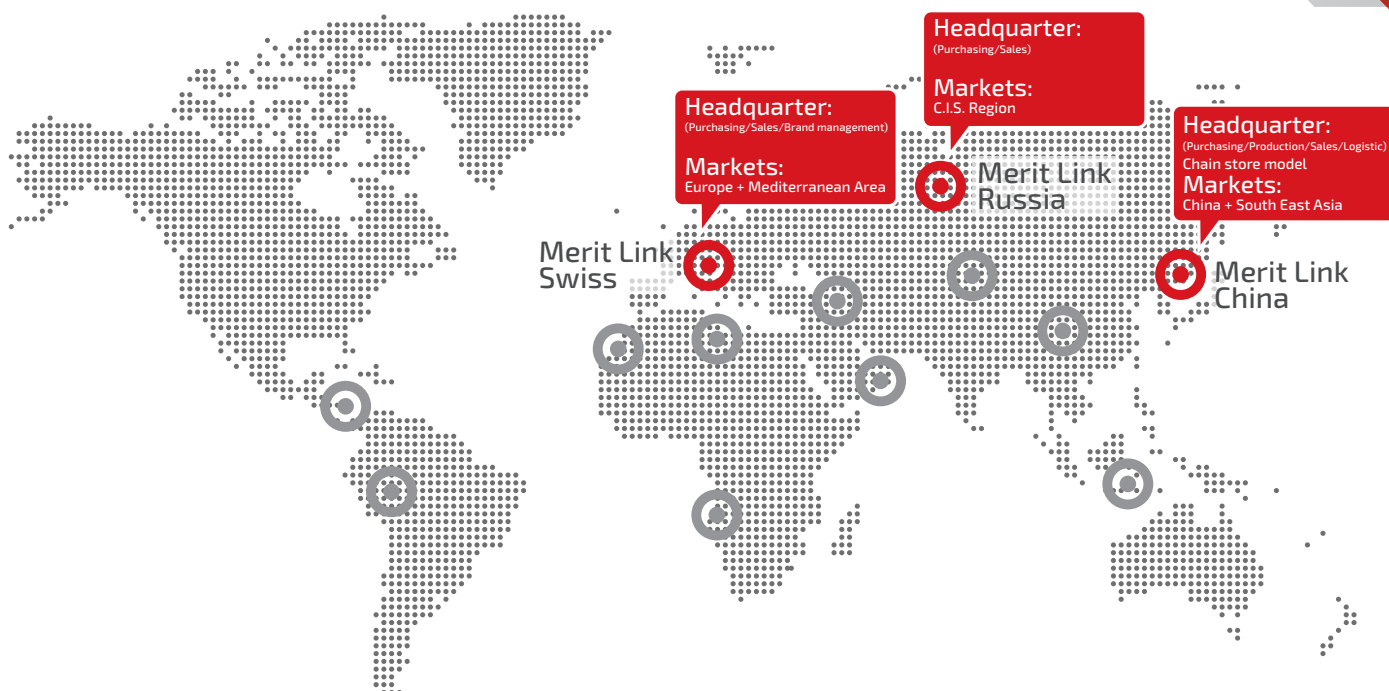 Headquarter:
(Purchasing/Sales)
Markets:
C.I.S. Region
Headquarter:
(Purchasing/Sales/Brand management)
Markets:
Europe + Mediterranean Area
Headquarter:
(Purchasing/Production/Sales/Logistic)
Chain store model
Markets:
China + South East Asia
Merit Link
Russia
Merit Link
Swiss
Merit Link
China